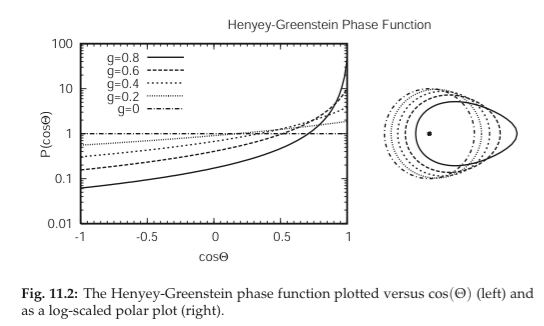 Henyey-Greenstein Phase Function
100
10
1
0.1
0.01
P(cosΘ)
g=0.8
g=0.6
g=0.4
g=0.2
g=0
-1 -0.5 0 0.5 1
cosΘ
Fig. 11.2: The Henyey-Greenstein phase function plotted versus cos(Θ) (left) and
as a log-scaled polar plot (right).